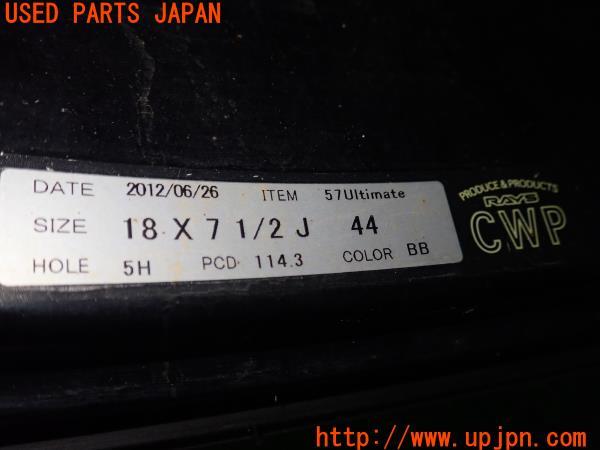 USED PARTS JAPAN
DATE 2012/06/26 ITEM 57Ultimate
SIZE 18 X 7 1/2 J 44
HOLE 5H PCD 114.3 COLOR BB
PRODUCE & PRODUCTS
RAYS
CWP
http://www.upjpn.com